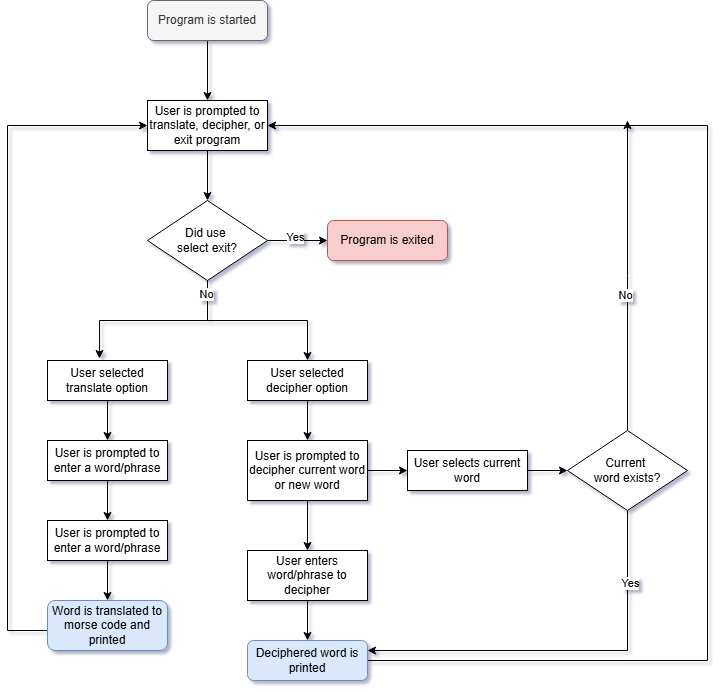 Program is started
User is prompted to
translate, decipher, or
exit program
Did use
select exit?
Yes
Program is exited
No
No
User selected
translate option
User selected
decipher option
User is prompted to
enter a word/phrase
User is prompted to
decipher current word
or new word
User selects current
word
Current
word exists?
User is prompted to
enter a word/phrase
User enters
word/phrase to
decipher
Yes
Word is translated to
morse code and
printed
Deciphered word is
printed